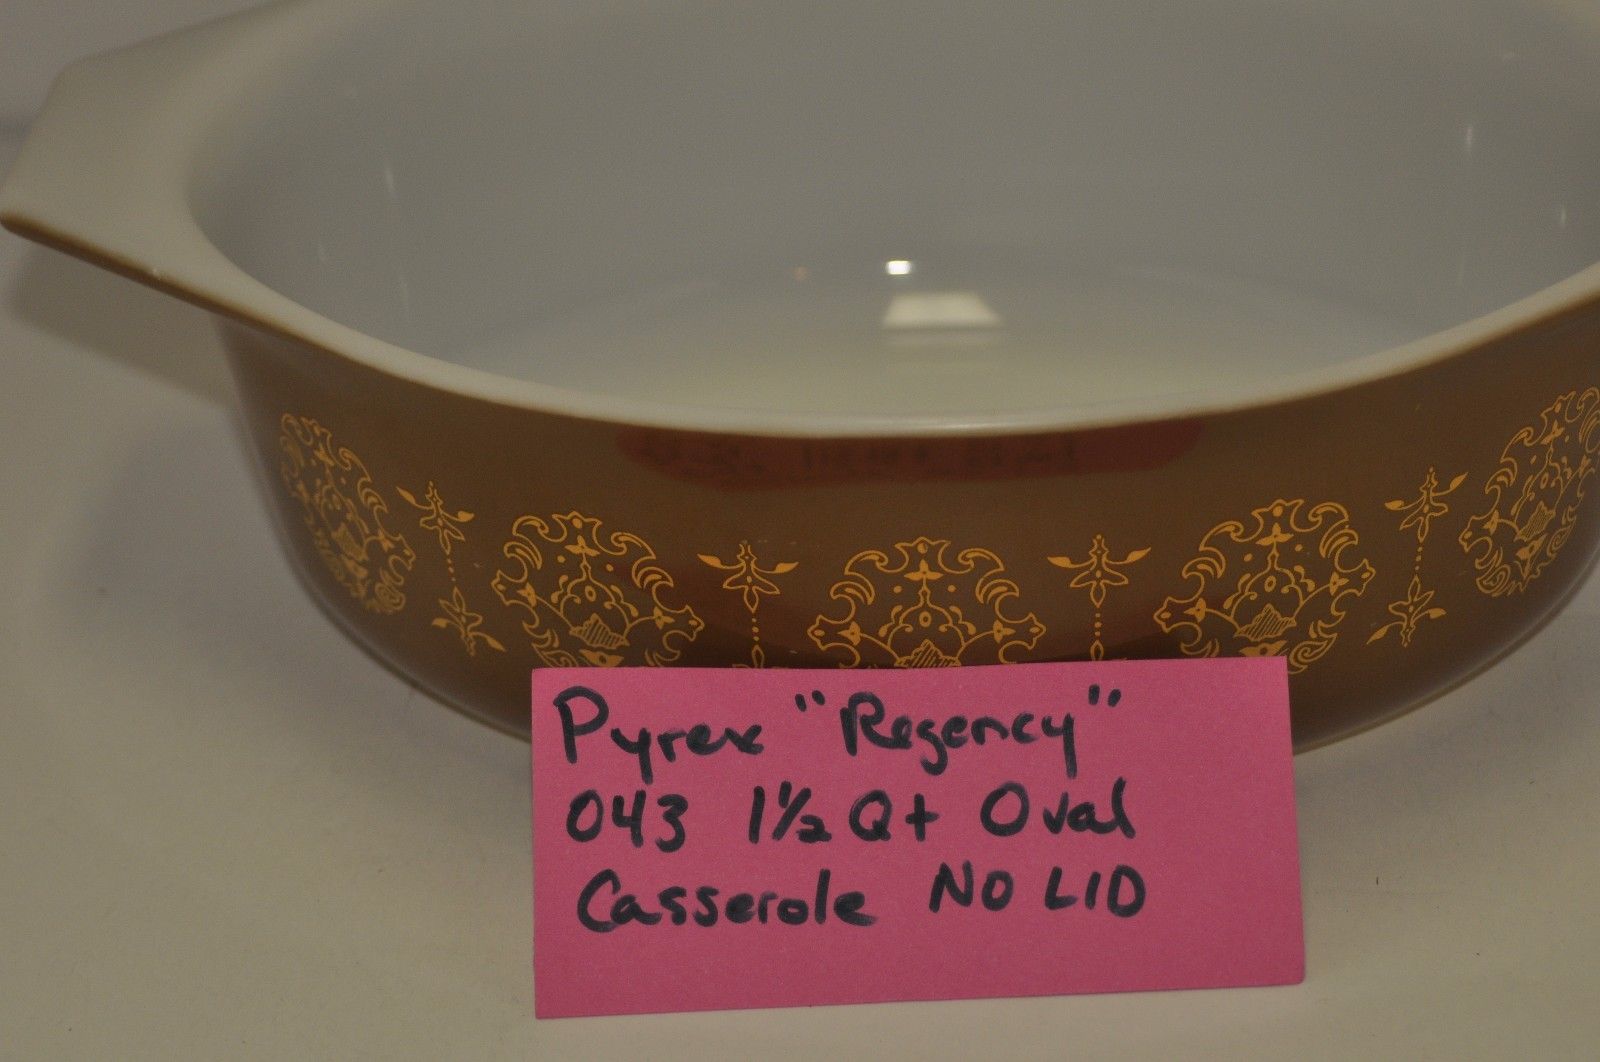 Pyrex "Regency"
043 1½ Qt Oval
Casserole NO LID